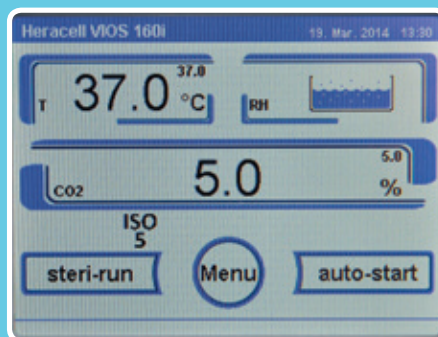 Heracell VIOS 160i 19. Mar. 2014 13:30
37.0
T 37.0 °C RH
5.0
CO2 5.0 %
ISO
5
steri-run Menu auto-start